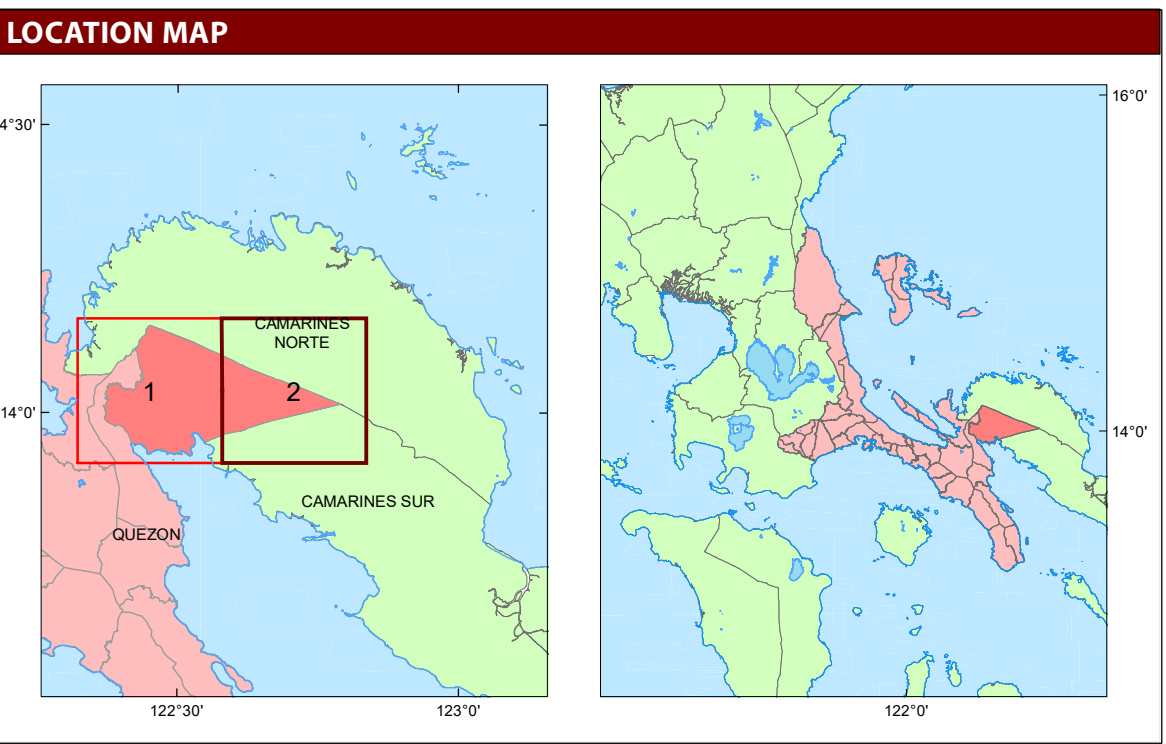 LOCATION MAP
4°30'
16°0'
CAMARINES
NORTE
1
2
14°0'
14°0'
CAMARINES SUR
QUEZON
122°30'
123°0'
122°0'